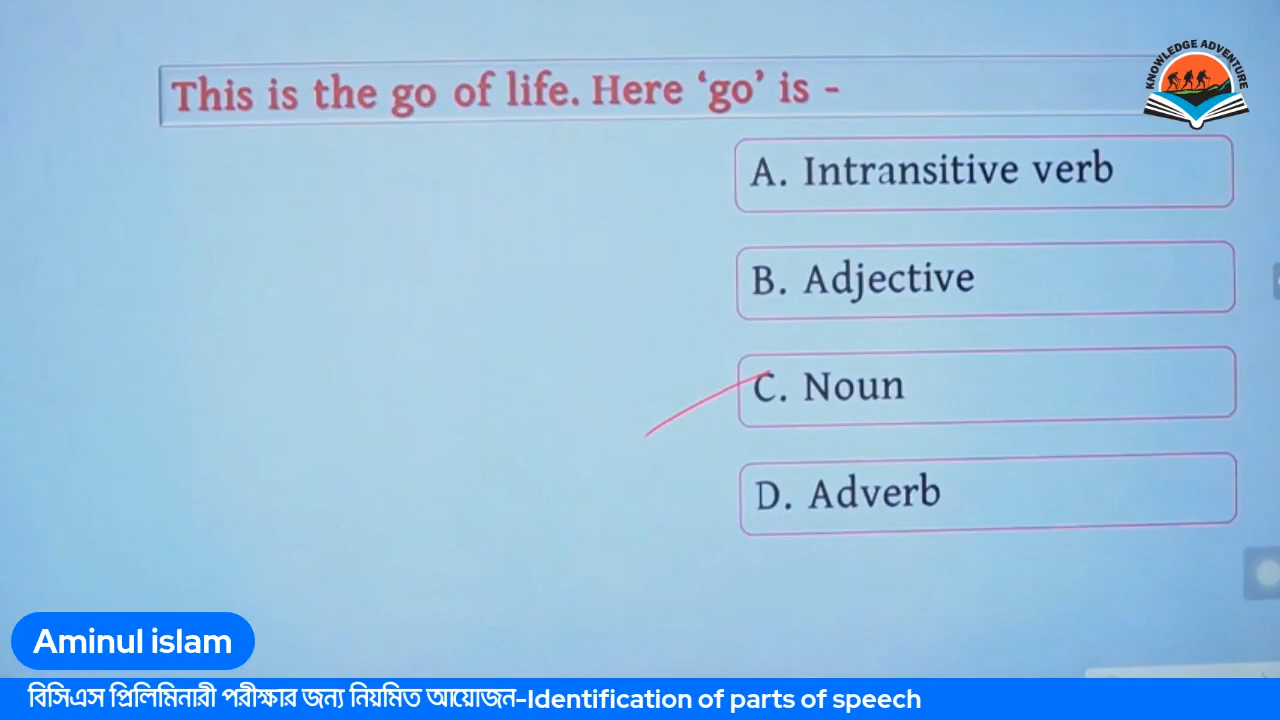 This is the go of life. Here ‘go’ is -
KNOWLEDGE ADVENTURE
A. Intransitive verb
B. Adjective
C. Noun
D. Adverb
Aminul islam
বিসিএস প্রিলিমিনারী পরীক্ষার জন্য নিয়মিত আয়োজন-Identification of parts of speech